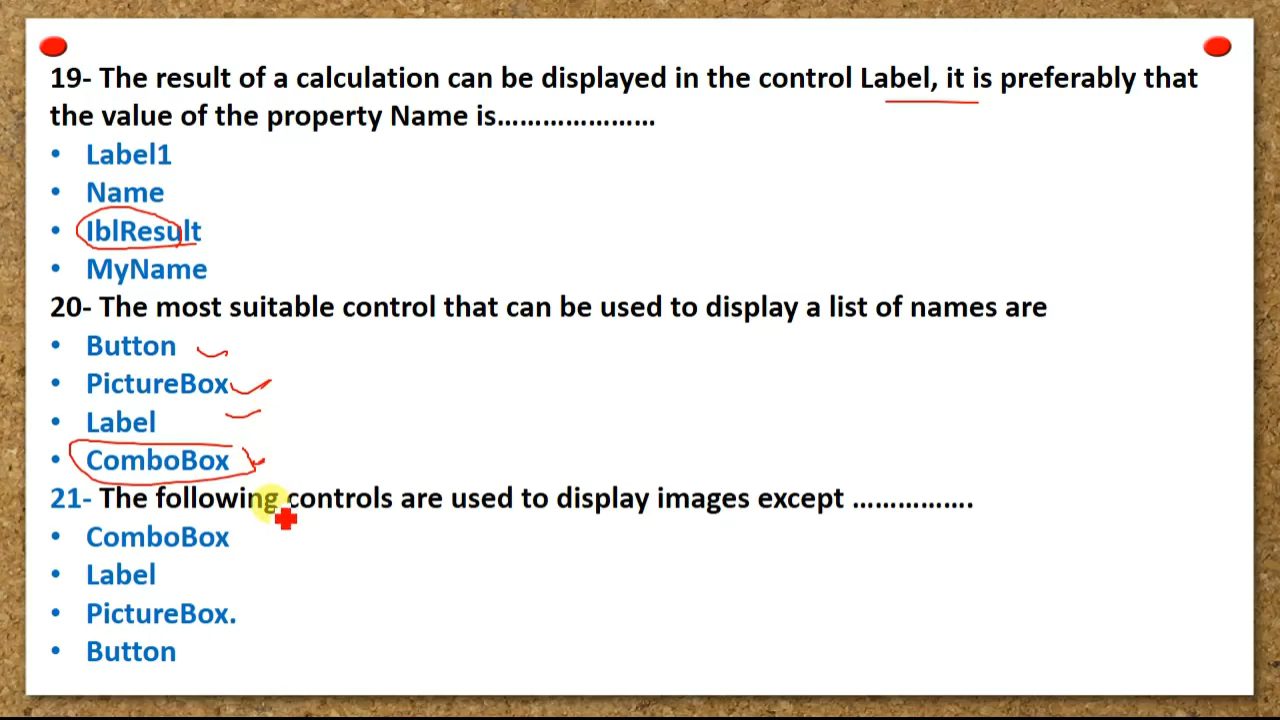 19- The result of a calculation can be displayed in the control Label, it is preferably that
the value of the property Name is.....................
• Label1
• Name
• IblResult
• MyName
20- The most suitable control that can be used to display a list of names are
• Button
• PictureBox
• Label
• ComboBox
21- The following controls are used to display images except ................
• ComboBox
• Label
• PictureBox.
• Button